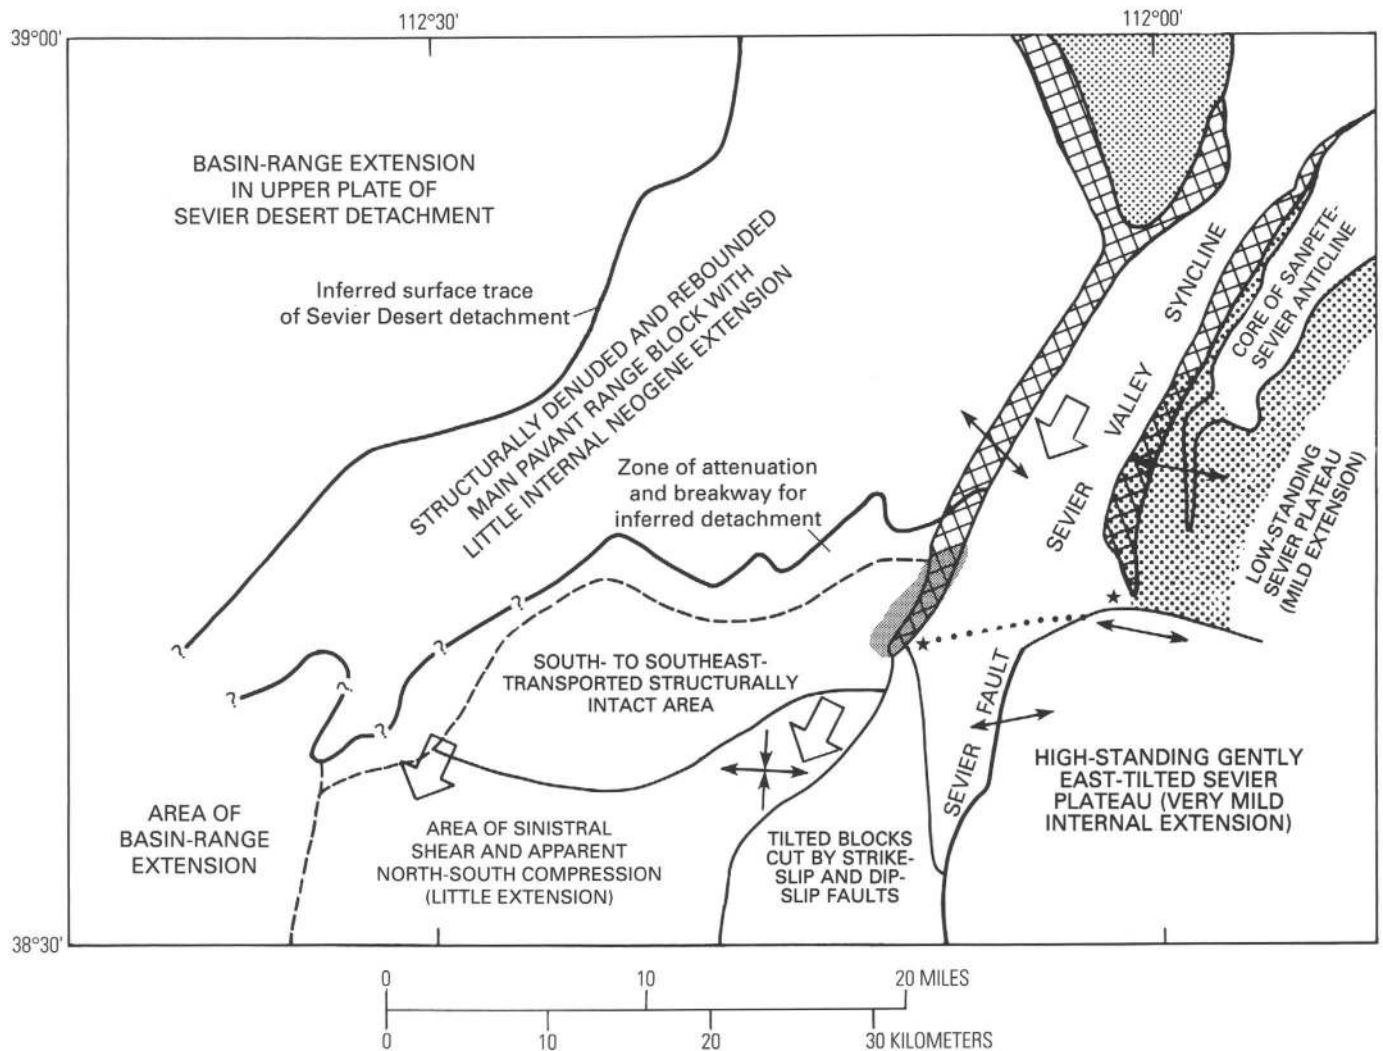 112°30'
112°00'
39°00'
BASIN-RANGE EXTENSION
IN UPPER PLATE OF
SEVIER DESERT DETACHMENT
Inferred surface trace
of Sevier Desert detachment
STRUCTURALLY DENUDED AND REBOUNDED
MAIN PAVANT RANGE BLOCK WITH
LITTLE INTERNAL NEOGENE EXTENSION
Zone of attenuation
and breakway for
inferred detachment
SEVIER VALLEY SYNCLINE
CORE OF SANPETE-
SEVIER ANTICLINE
LOW-STANDING
SEVIER PLATEAU
(MILD EXTENSION)
?
?
?
?
?
?
?
SOUTH- TO SOUTHEAST-
TRANSPORTED STRUCTURALLY
INTACT AREA
SEVIER FAULT
HIGH-STANDING GENTLY
EAST-TILTED SEVIER
PLATEAU (VERY MILD
INTERNAL EXTENSION)
AREA OF
BASIN-RANGE
EXTENSION
AREA OF SINISTRAL
SHEAR AND APPARENT
NORTH-SOUTH COMPRESSION
(LITTLE EXTENSION)
TILTED BLOCKS
CUT BY STRIKE-
SLIP AND DIP-
SLIP FAULTS
38°30'
0 10 20 MILES
0 10 20 30 KILOMETERS